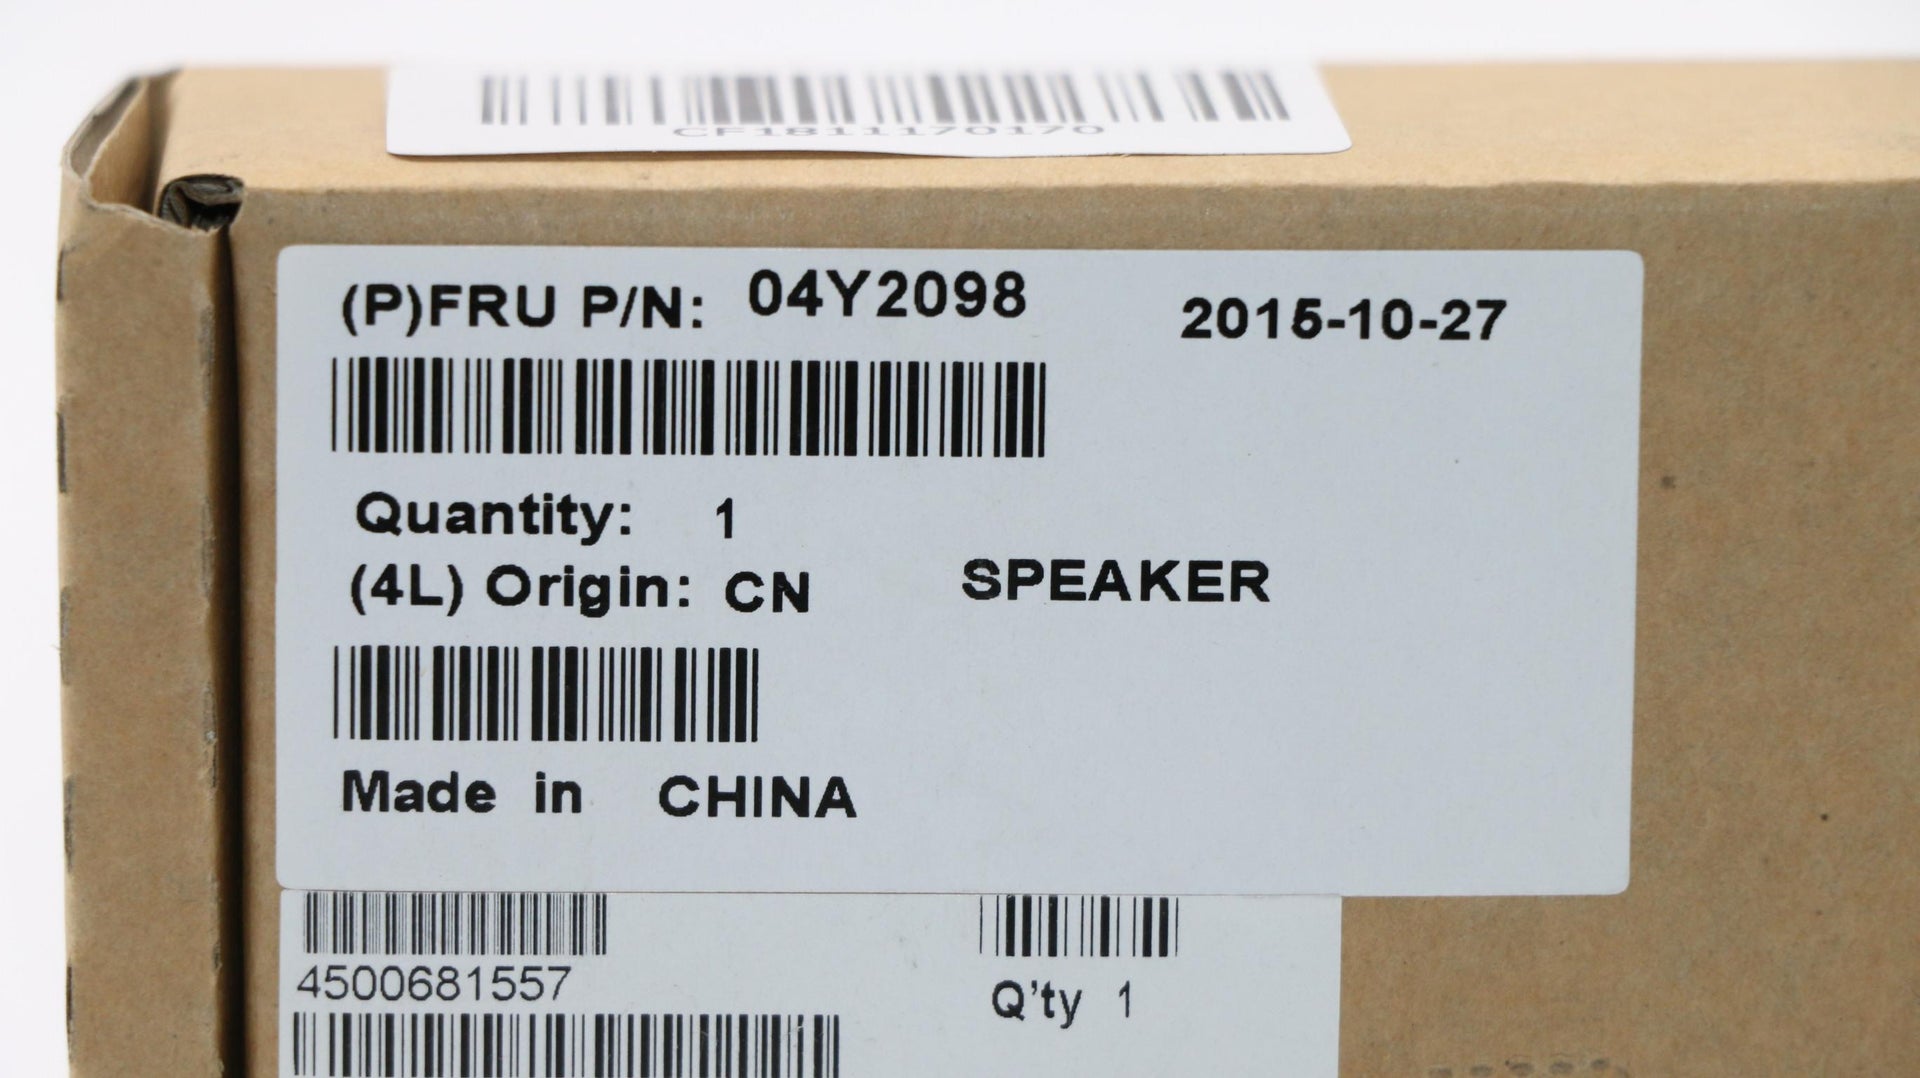 CF1811170170
(P)FRU P/N: 04Y2098 2015-10-27
Quantity: 1
(4L) Origin: CN SPEAKER
Made in CHINA
4500681557
Q'ty 1